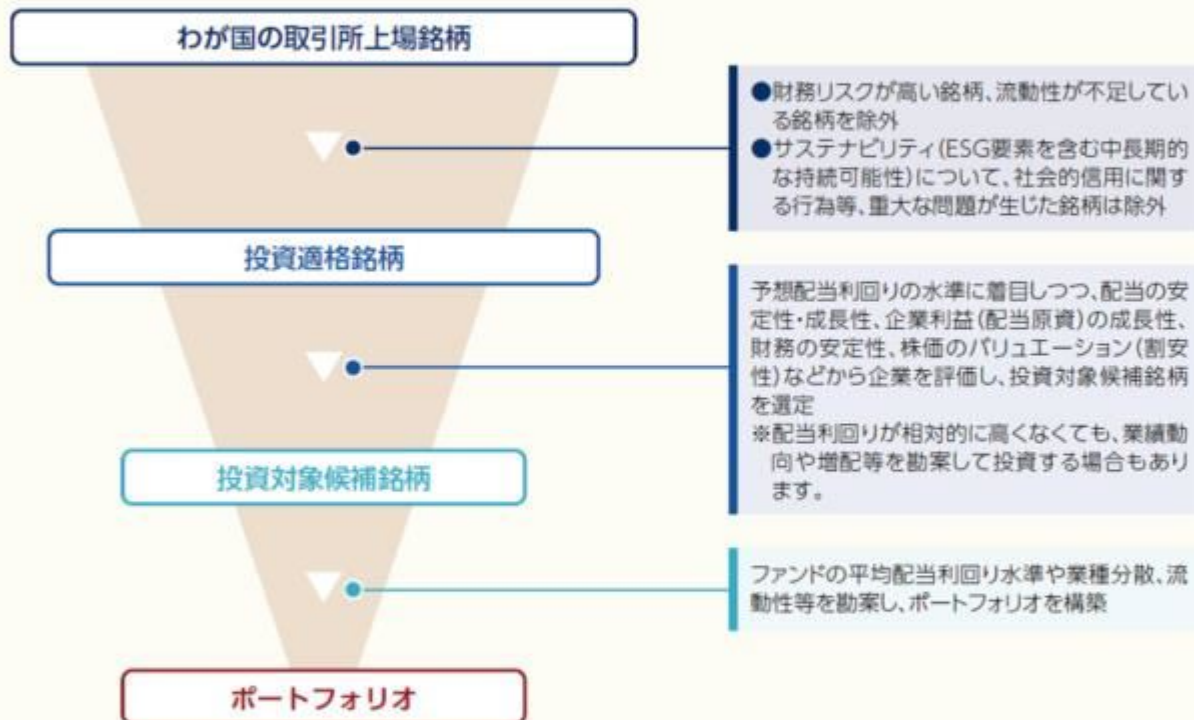 わが国の取引所上場銘柄
●財務リスクが高い銘柄、流動性が不足してい
る銘柄を除外
●サステナビリティ(ESG要素を含む中長期的
な持続可能性)について、社会的信用に関す
る行為等、重大な問題が生じた銘柄は除外
投資適格銘柄
予想配当利回りの水準に着目しつつ、配当の安
定性・成長性、企業利益(配当原資)の成長性、
財務の安定性、株価のバリュエーション(割安
性)などから企業を評価し、投資対象候補銘柄
を選定
※配当利回りが相対的に高くなくても、業績動
向や増配等を勘案して投資する場合もあり
ます。
投資対象候補銘柄
ファンドの平均配当利回り水準や業種分散、流
動性等を勘案し、ポートフォリオを構築
ポートフォリオ